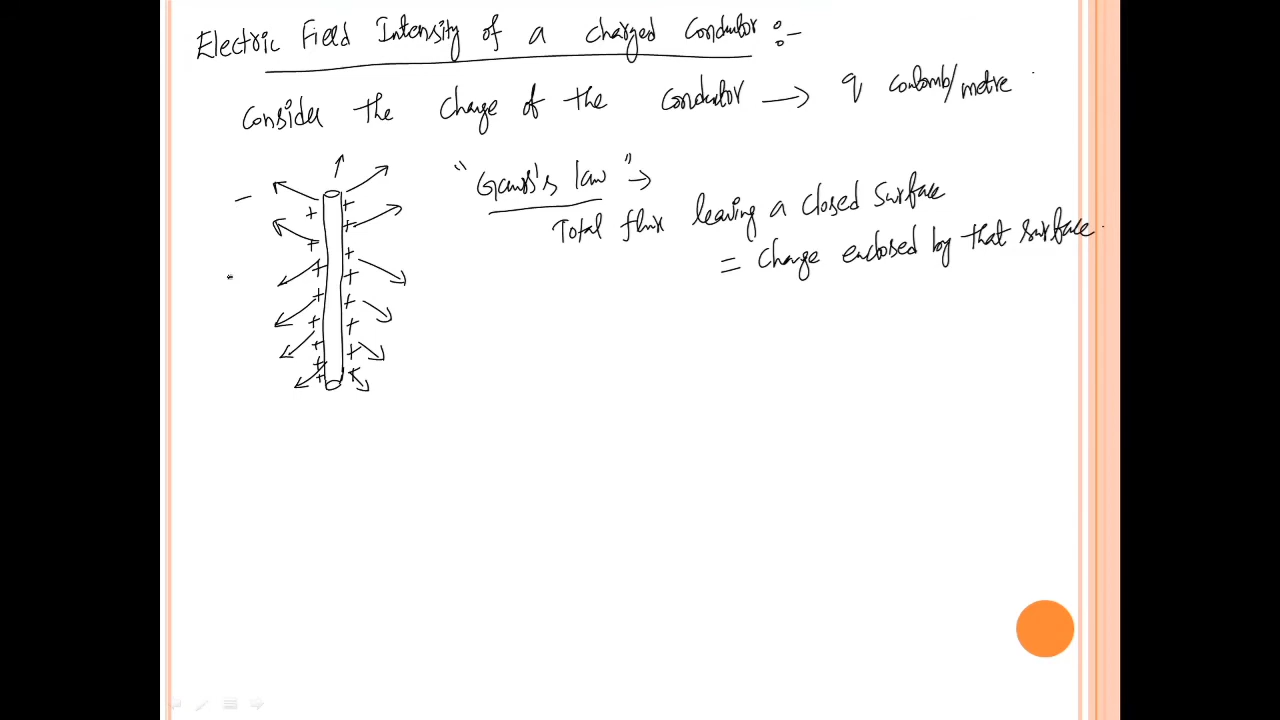 Electric Field Intensity of a charged Conductor :-
Consider the charge of the conductor → q coulomb/metre
"Gauss's law" →
Total flux leaving a closed surface
= charge enclosed by that surface.